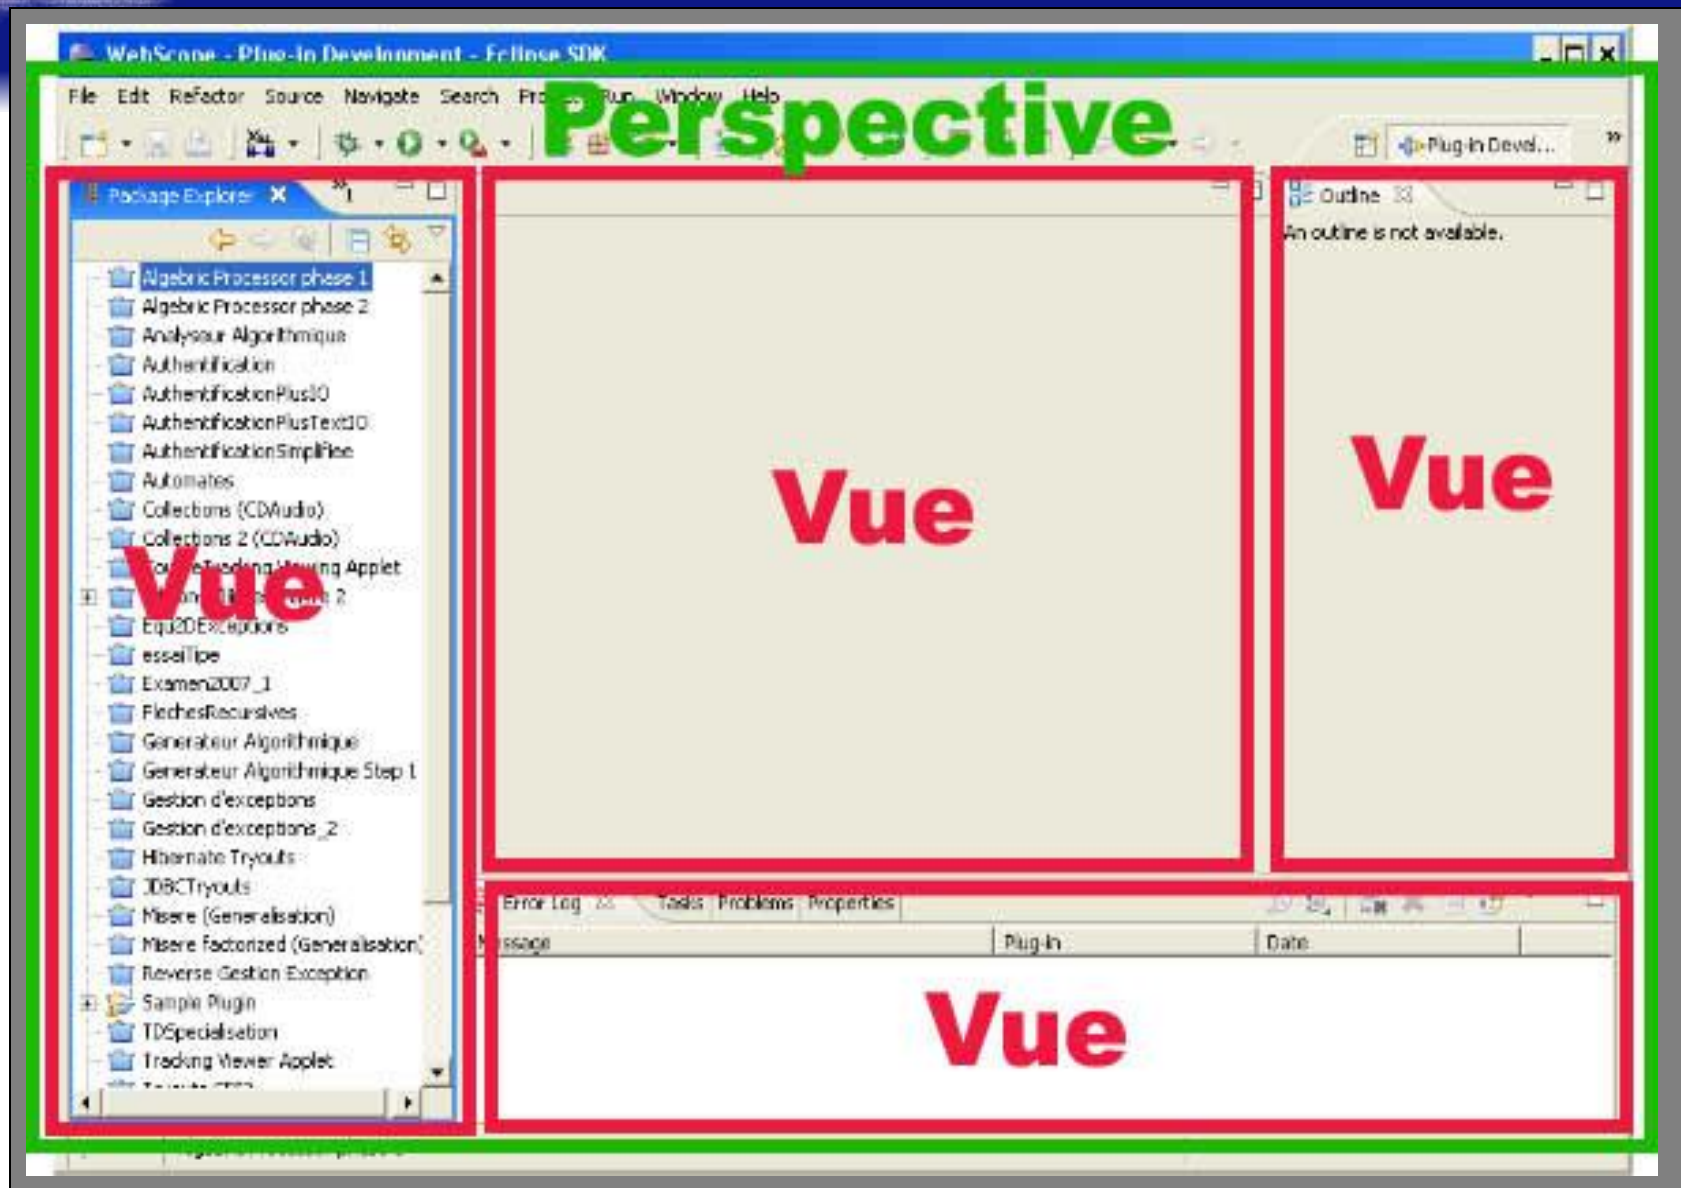 WebScope - Plug-in Development - Eclipse SDK
File Edit Refactor Source Navigate Search Run Window Help
Perspective
Plug-in Devel...
Package Explorer
Outline
An outline is not available.
Algebric Processor phase 1
Algebric Processor phase 2
Analyseur Algorithmique
Authentification
AuthentificationPlusIO
AuthentificationPlusTextIO
AuthentificationSimplifiee
Automates
Collections (CDAudio)
Collections 2 (CDAudio)
Applet
2
Equ2DExceptions
essaiTipe
Examen2007_1
FlechesRecursives
Generateur Algorithmique
Generateur Algorithmique Step 1
Gestion d'exceptions
Gestion d'exceptions_2
Hibernate Tryouts
JDBCTryouts
Misere (Generalisation)
Misere factorized (Generalisation)
Reverse Gestion Exception
Sample Plugin
TDSpecialisation
Tracking Viewer Applet
Vue
Vue
Vue
Error Log Tasks Problems Properties
Message Plug-in Date
Vue